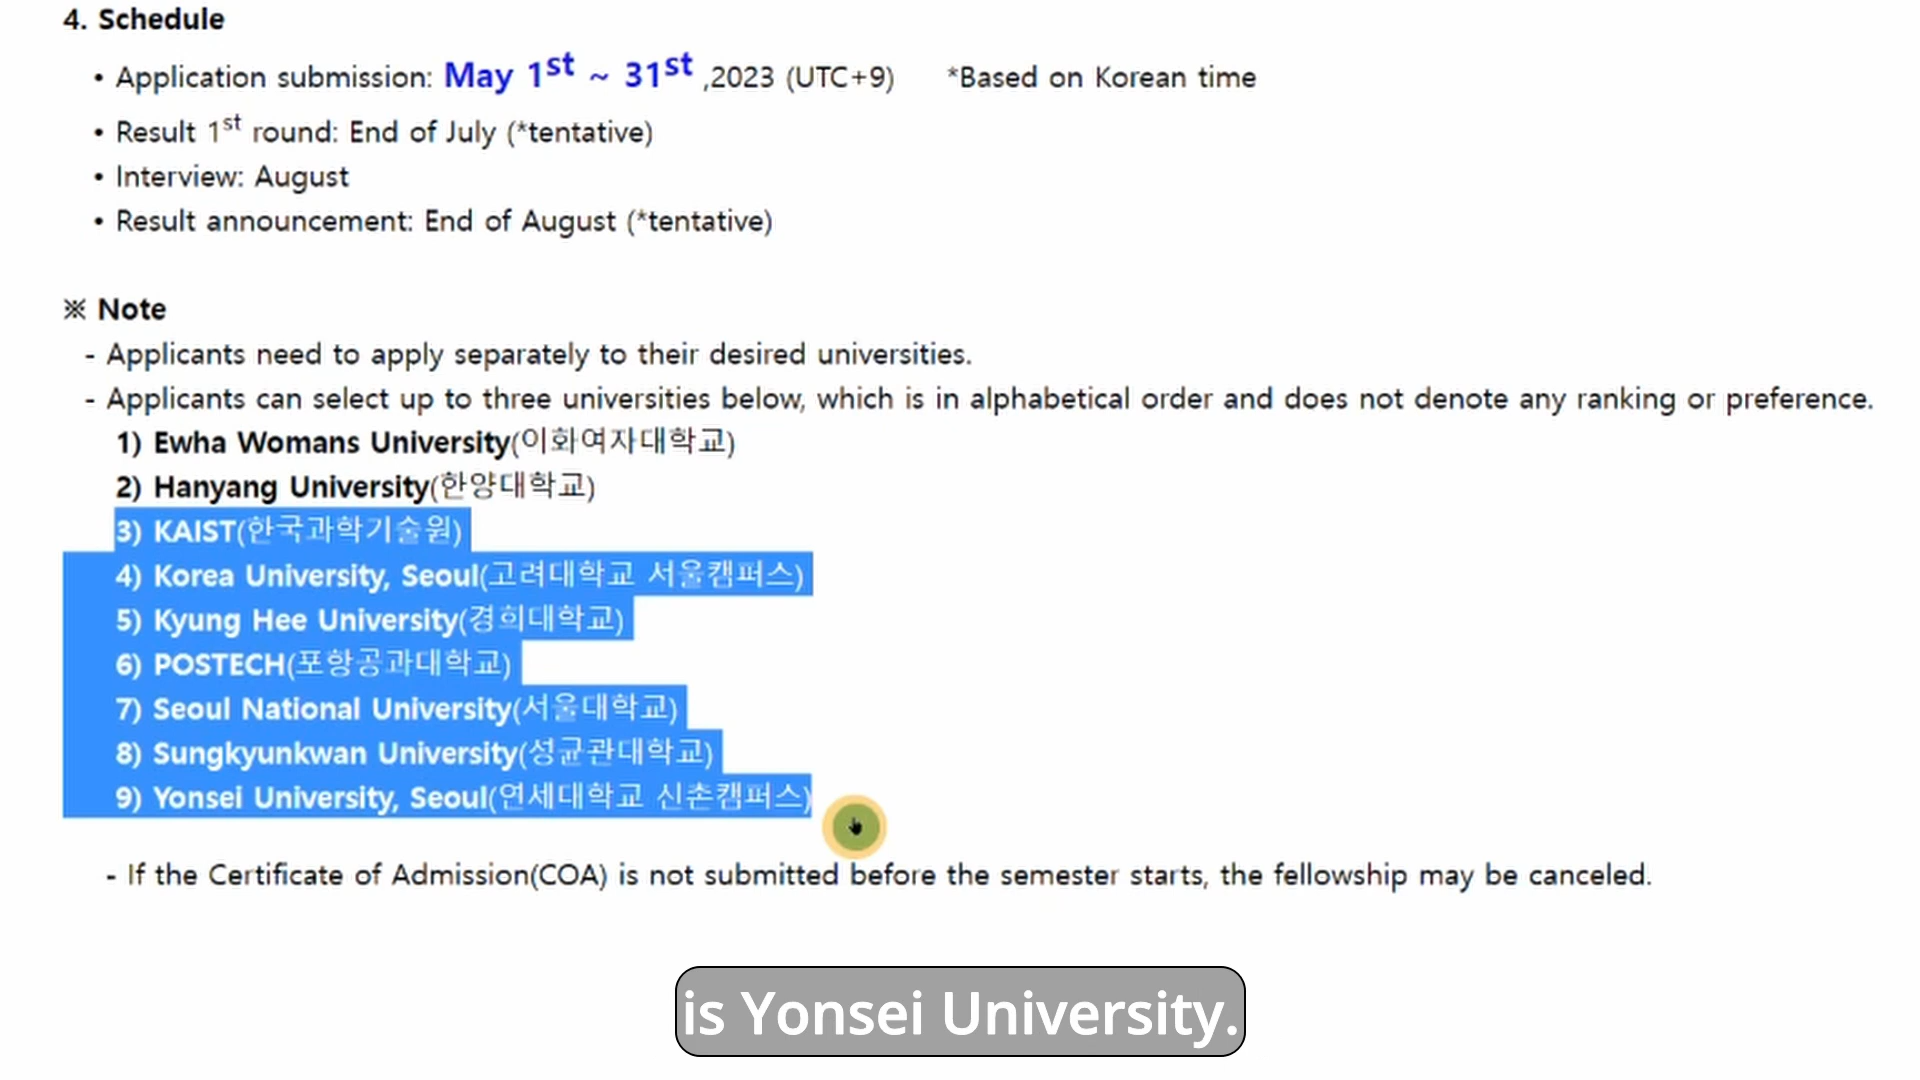 4. Schedule
• Application submission: May 1st ~ 31st ,2023 (UTC+9) *Based on Korean time
• Result 1st round: End of July (*tentative)
• Interview: August
• Result announcement: End of August (*tentative)
※ Note
- Applicants need to apply separately to their desired universities.
- Applicants can select up to three universities below, which is in alphabetical order and does not denote any ranking or preference.
1) Ewha Womans University(이화여자대학교)
2) Hanyang University(한양대학교)
3) KAIST(한국과학기술원)
4) Korea University, Seoul(고려대학교 서울캠퍼스)
5) Kyung Hee University(경희대학교)
6) POSTECH(포항공과대학교)
7) Seoul National University(서울대학교)
8) Sungkyunkwan University(성균관대학교)
9) Yonsei University, Seoul(연세대학교 신촌캠퍼스)
- If the Certificate of Admission(COA) is not submitted before the semester starts, the fellowship may be canceled.
is Yonsei University.